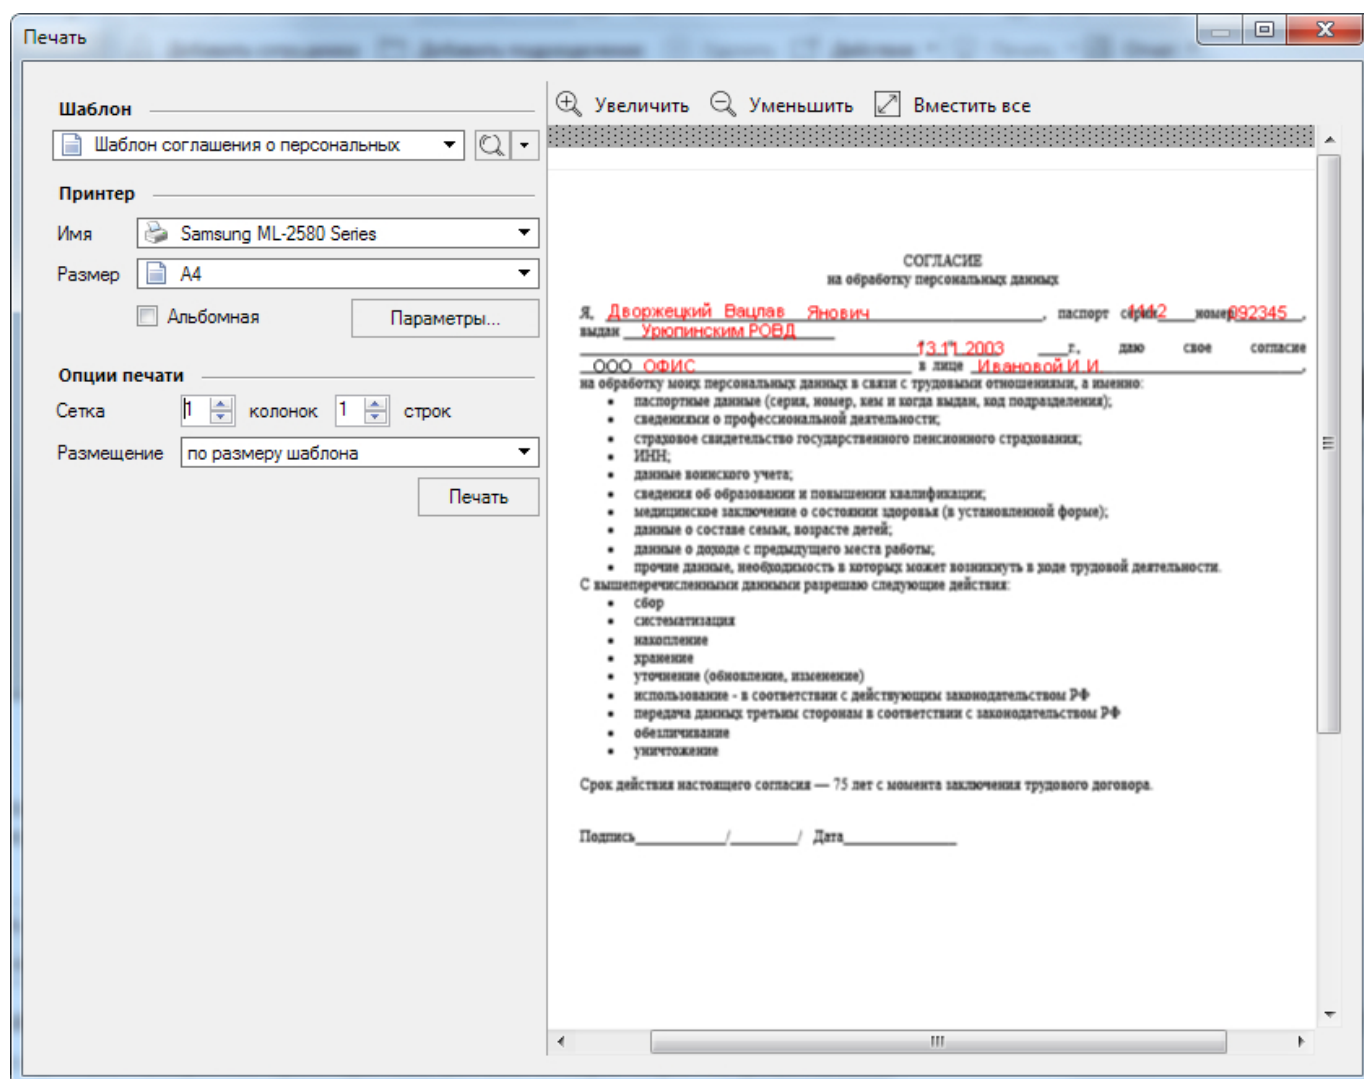 Печать
Шаблон
Шаблон соглашения о персональных
Принтер
Имя Samsung ML-2580 Series
Размер A4
Альбомная Параметры...
Опции печати
Сетка 1 колонок 1 строк
Размещение по размеру шаблона
Печать
Увеличить Уменьшить Вместить все
СОГЛАСИЕ
на обработку персональных данных
Я, Дворжецкий Вацлав Янович, паспорт серия номер 092345,
выдан Урюпинским РОВД
13.11.2003 г., даю свое согласие
ООО ОФИС в лице Ивановой И.И.,
на обработку моих персональных данных в связи с трудовыми отношениями, а именно:
• паспортные данные (серия, номер, кем и когда выдан, код подразделения);
• сведениями о профессиональной деятельности;
• страховое свидетельство государственного пенсионного страхования;
• ИНН;
• данные воинского учета;
• сведения об образовании и повышении квалификации;
• медицинское заключение о состоянии здоровья (в установленной форме);
• данные о составе семьи, возрасте детей;
• данные о доходе с предыдущего места работы;
• прочие данные, необходимость в которых может возникнуть в ходе трудовой деятельности.
С вышеперечисленными данными разрешаю следующие действия:
• сбор
• систематизация
• накопление
• хранение
• уточнение (обновление, изменение)
• использование - в соответствии с действующим законодательством РФ
• передача данных третьим сторонам в соответствии с законодательством РФ
• обезличивание
• уничтожение
Срок действия настоящего согласия — 75 лет с момента заключения трудового договора.
Подпись____________/_________/ Дата_______________